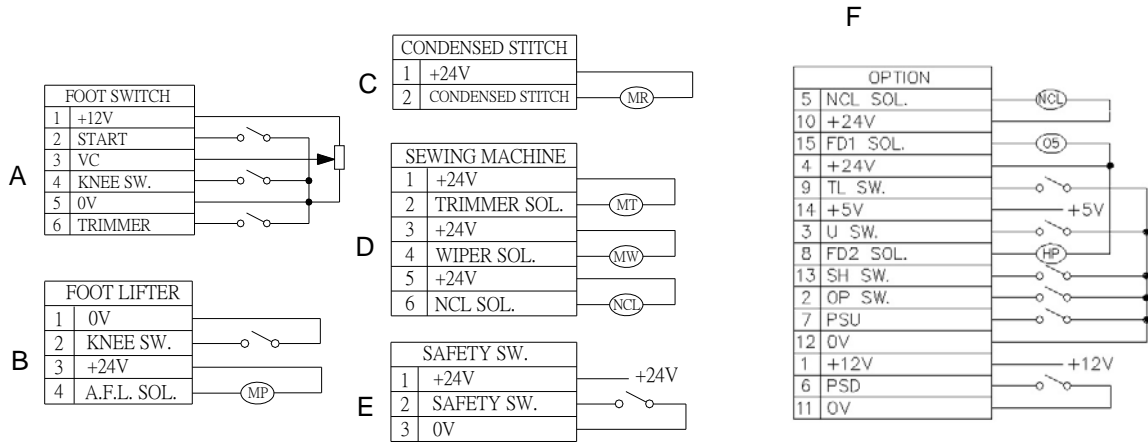 F
A
FOOT SWITCH
1 +12V
2 START
3 VC
4 KNEE SW.
5 0V
6 TRIMMER
B
FOOT LIFTER
1 0V
2 KNEE SW.
3 +24V
4 A.F.L. SOL. MP
C
CONDENSED STITCH
1 +24V
2 CONDENSED STITCH MR
D
SEWING MACHINE
1 +24V
2 TRIMMER SOL. MT
3 +24V
4 WIPER SOL. MW
5 +24V
6 NCL SOL. NCL
E
SAFETY SW.
1 +24V +24V
2 SAFETY SW.
3 0V
OPTION
5 NCL SOL. NCL
10 +24V
15 FD1 SOL. O5
4 +24V
9 TL SW.
14 +5V +5V
3 U SW.
8 FD2 SOL. HP
13 SH SW.
2 OP SW.
7 PSU
12 0V
1 +12V +12V
6 PSD
11 0V